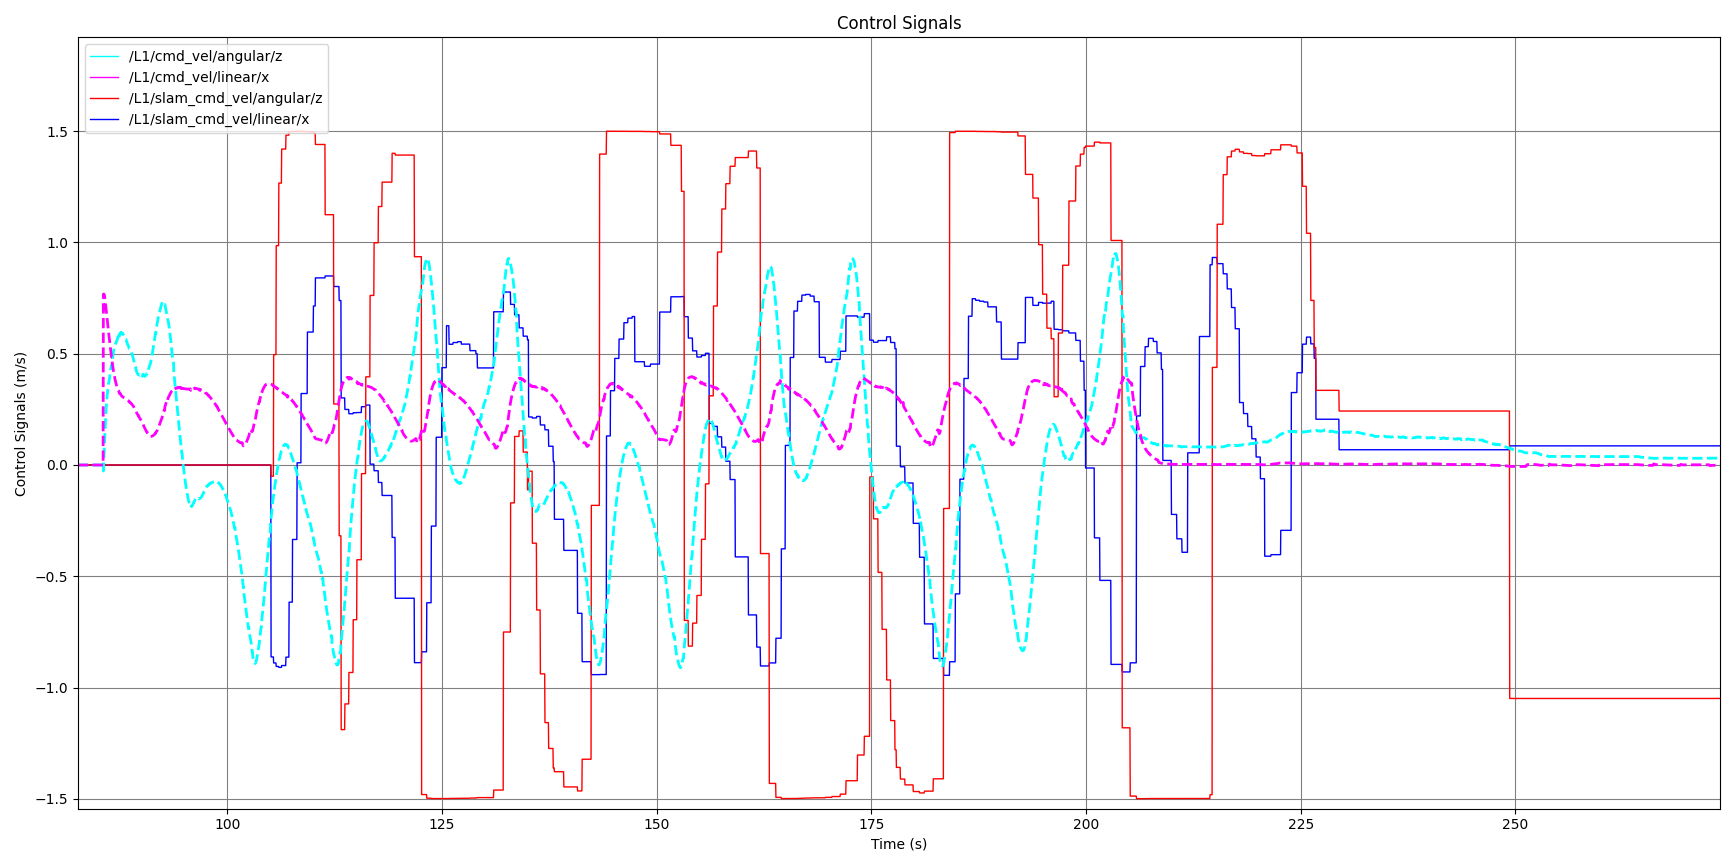 Control Signals
/L1/cmd_vel/angular/z
/L1/cmd_vel/linear/x
/L1/slam_cmd_vel/angular/z
/L1/slam_cmd_vel/linear/x
1.5
1.0
0.5
0.0
−0.5
−1.0
−1.5
Control Signals (m/s)
100 125 150 175 200 225 250
Time (s)